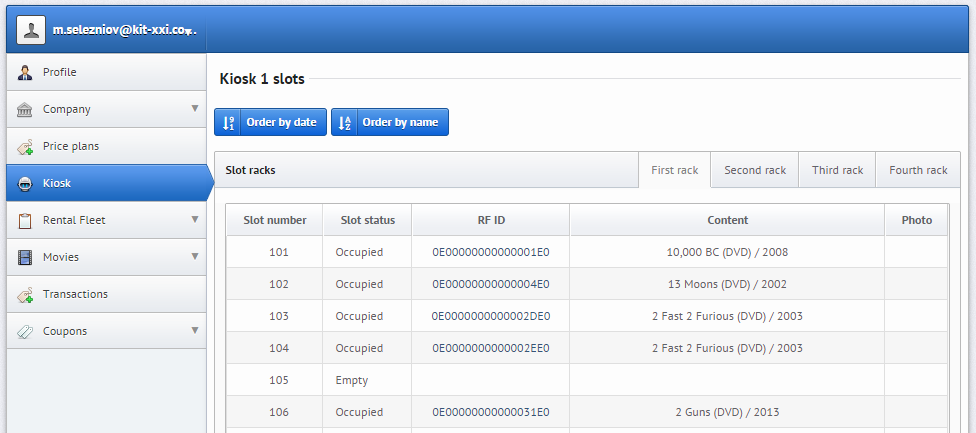 m.selezniov@kit-xxi.co...
Profile
Company
Price plans
Kiosk
Rental Fleet
Movies
Transactions
Coupons
Kiosk 1 slots
Order by date
Order by name
Slot racks
First rack Second rack Third rack Fourth rack
Slot number Slot status RF ID Content Photo
101 Occupied 0E00000000000001E0 10,000 BC (DVD) / 2008
102 Occupied 0E00000000000004E0 13 Moons (DVD) / 2002
103 Occupied 0E0000000000002DE0 2 Fast 2 Furious (DVD) / 2003
104 Occupied 0E0000000000002EE0 2 Fast 2 Furious (DVD) / 2003
105 Empty
106 Occupied 0E00000000000031E0 2 Guns (DVD) / 2013